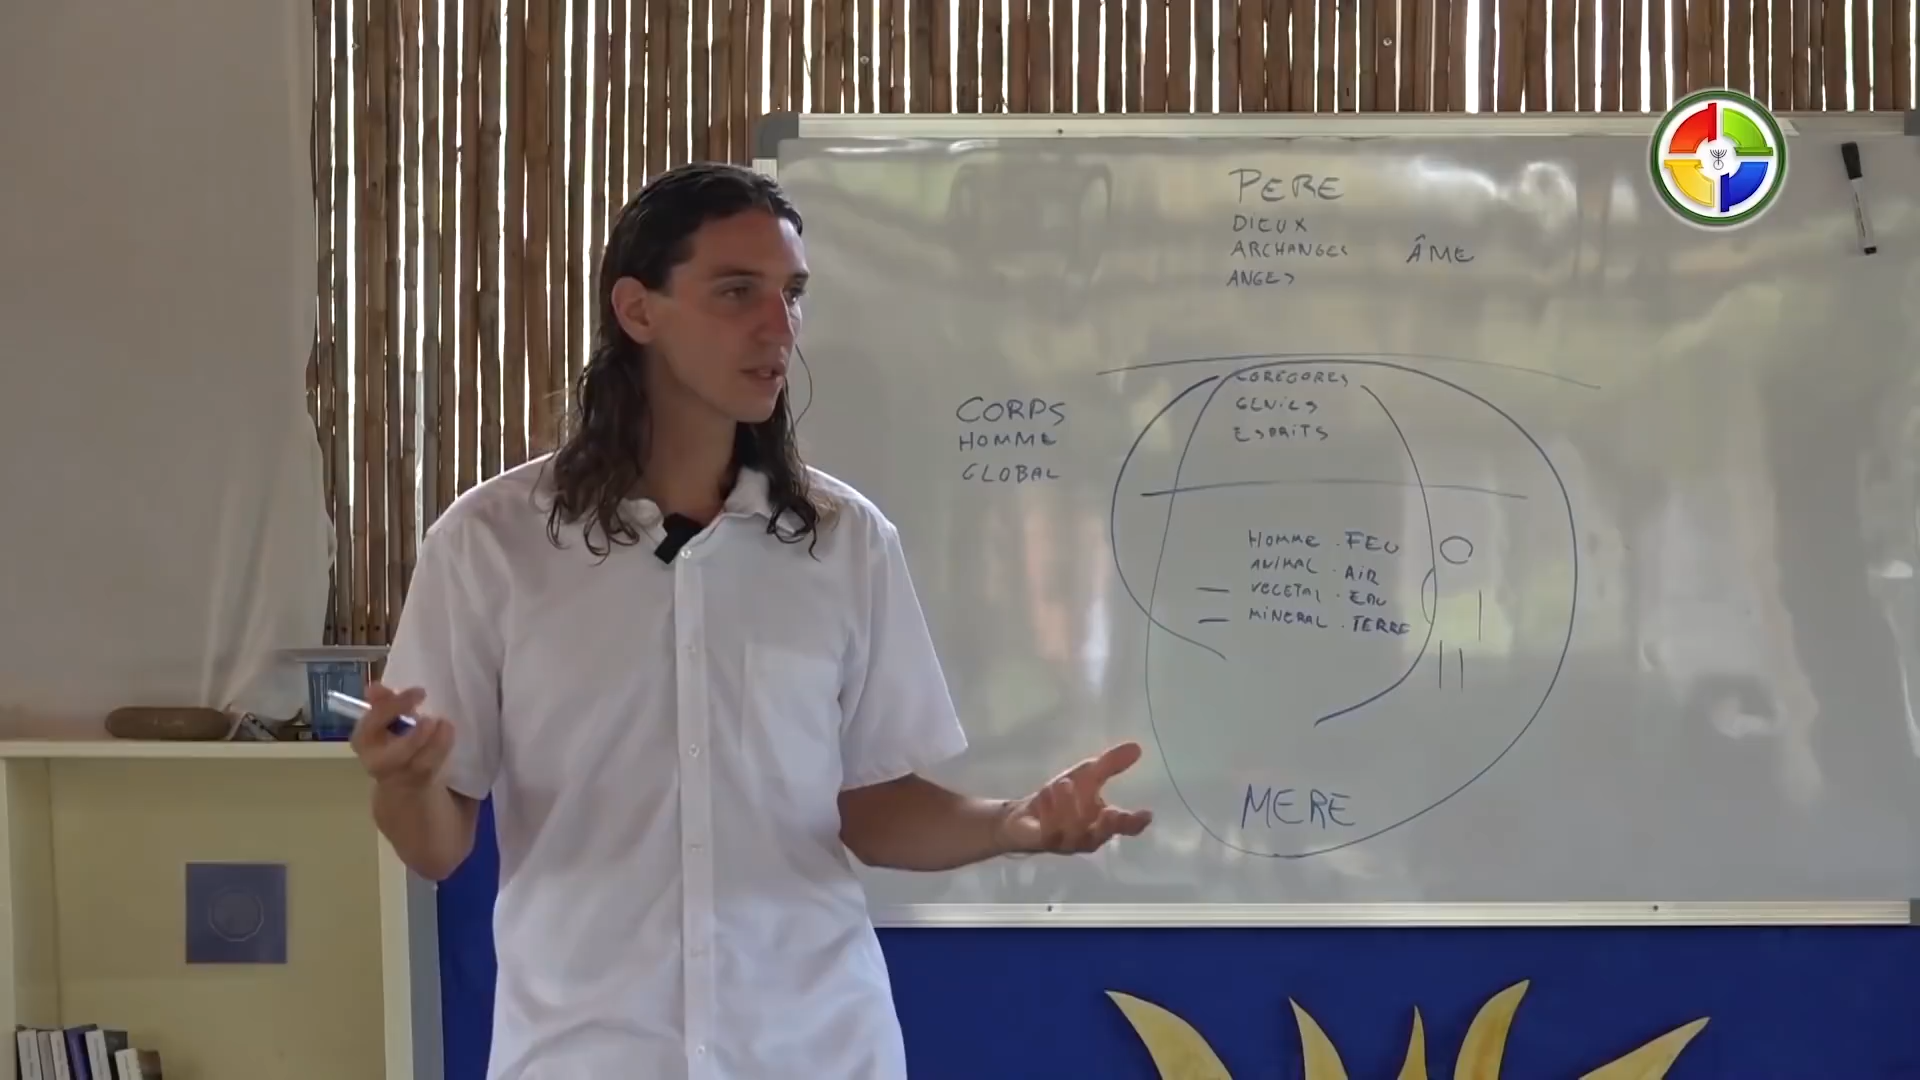 PERE
DIEUX
ARCHANGES
ÂME
ANGES
CORPS
HOMME
GLOBAL
EGREGORES
GENIES
ESPRITS
HOMME . FEU
ANIMAL . AIR
VEGETAL . EAU
MINERAL . TERRE
MERE